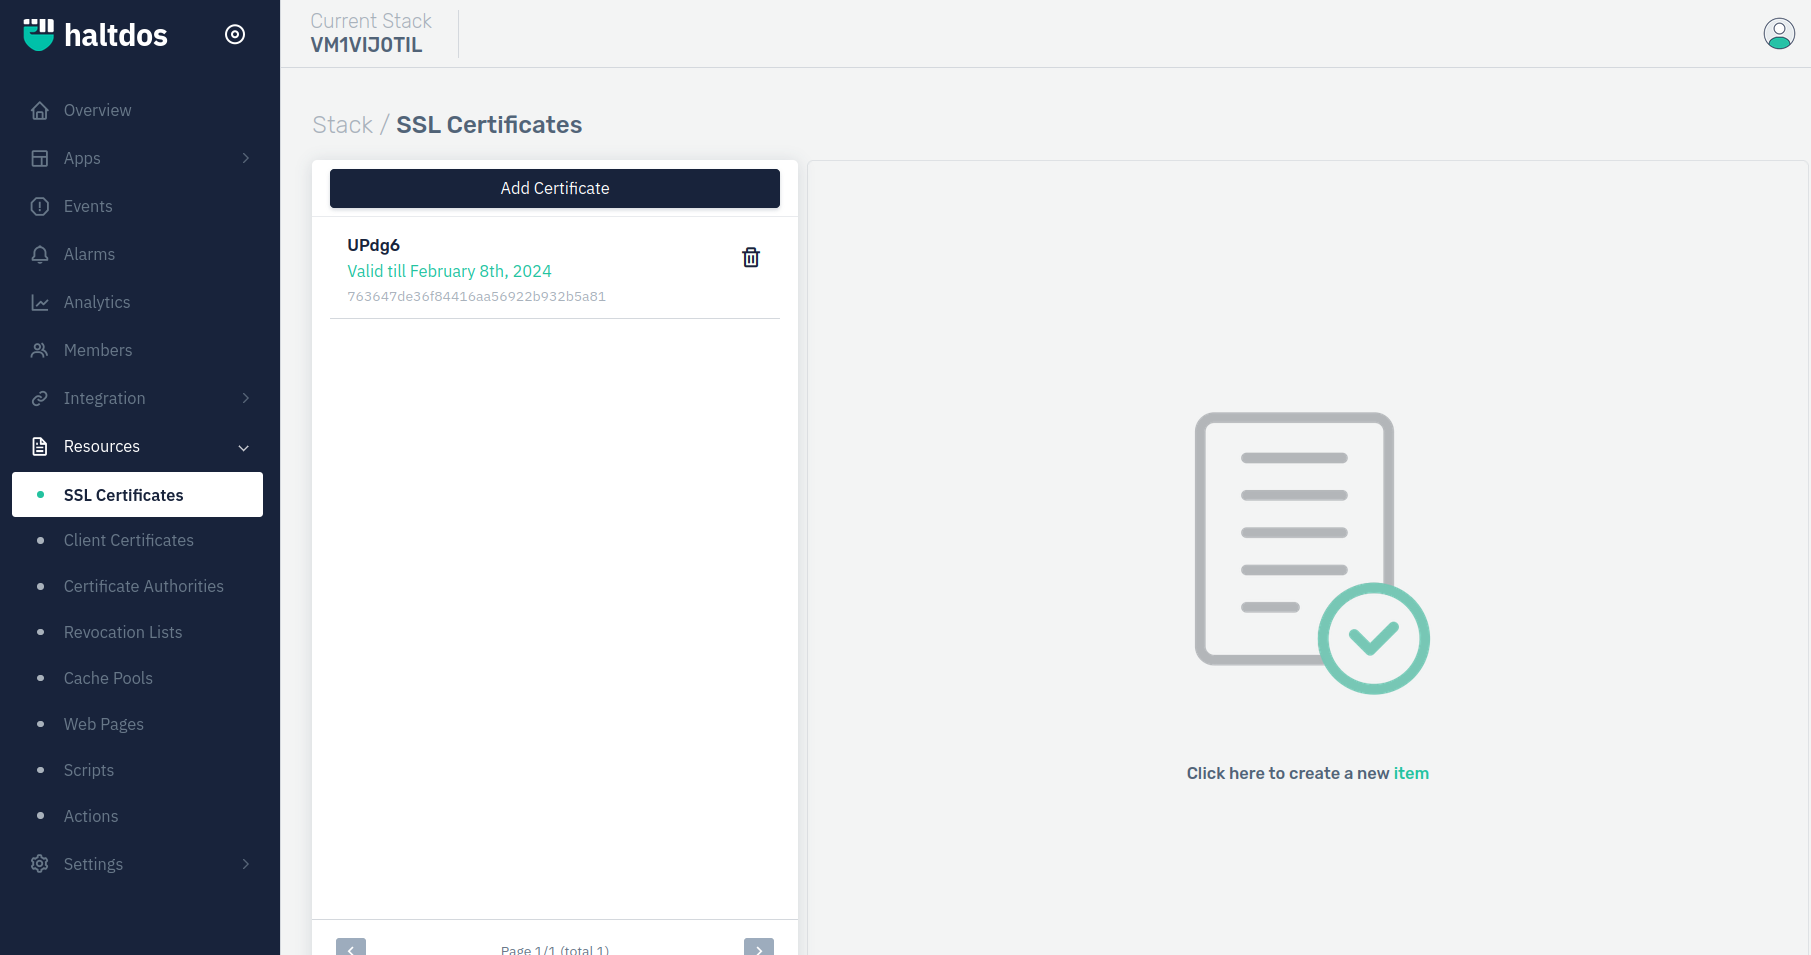 haltdos
Current Stack
VM1VIJ0TIL
Overview
Apps
Events
Alarms
Analytics
Members
Integration
Resources
SSL Certificates
Client Certificates
Certificate Authorities
Revocation Lists
Cache Pools
Web Pages
Scripts
Actions
Settings
Stack / SSL Certificates
Add Certificate
UPdg6
Valid till February 8th, 2024
763647de36f84416aa56922b932b5a81
Page 1/1 (total 1)
Click here to create a new item